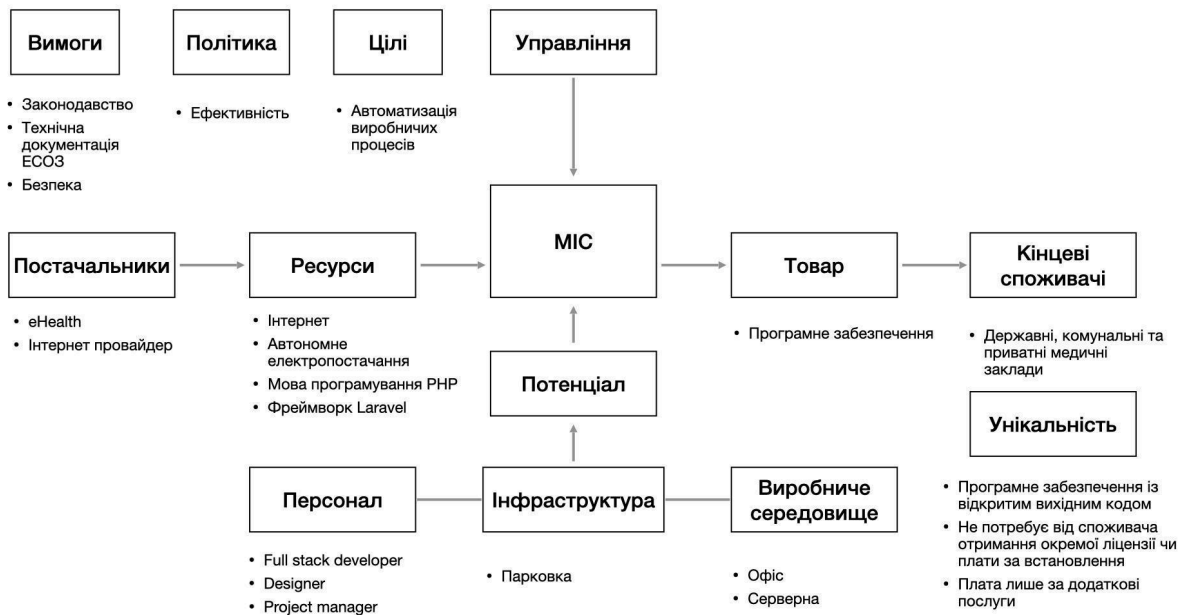 Вимоги
• Законодавство
• Технічна
документація
ЕСОЗ
• Безпека
Політика
• Ефективність
Цілі
• Автоматизація
виробничих
процесів
Управління
Постачальники
• eHealth
• Інтернет провайдер
Ресурси
• Інтернет
• Автономне
електропостачання
• Мова програмування PHP
• Фреймворк Laravel
МІС
Товар
• Програмне забезпечення
Кінцеві
споживачі
• Державні, комунальні та
приватні медичні
заклади
Потенціал
Унікальність
• Програмне забезпечення із
відкритим вихідним кодом
• Не потребує від споживача
отримання окремої ліцензії чи
плати за встановлення
• Плата лише за додаткові
послуги
Персонал
• Full stack developer
• Designer
• Project manager
Інфраструктура
• Парковка
Виробниче
середовище
• Офіс
• Серверна